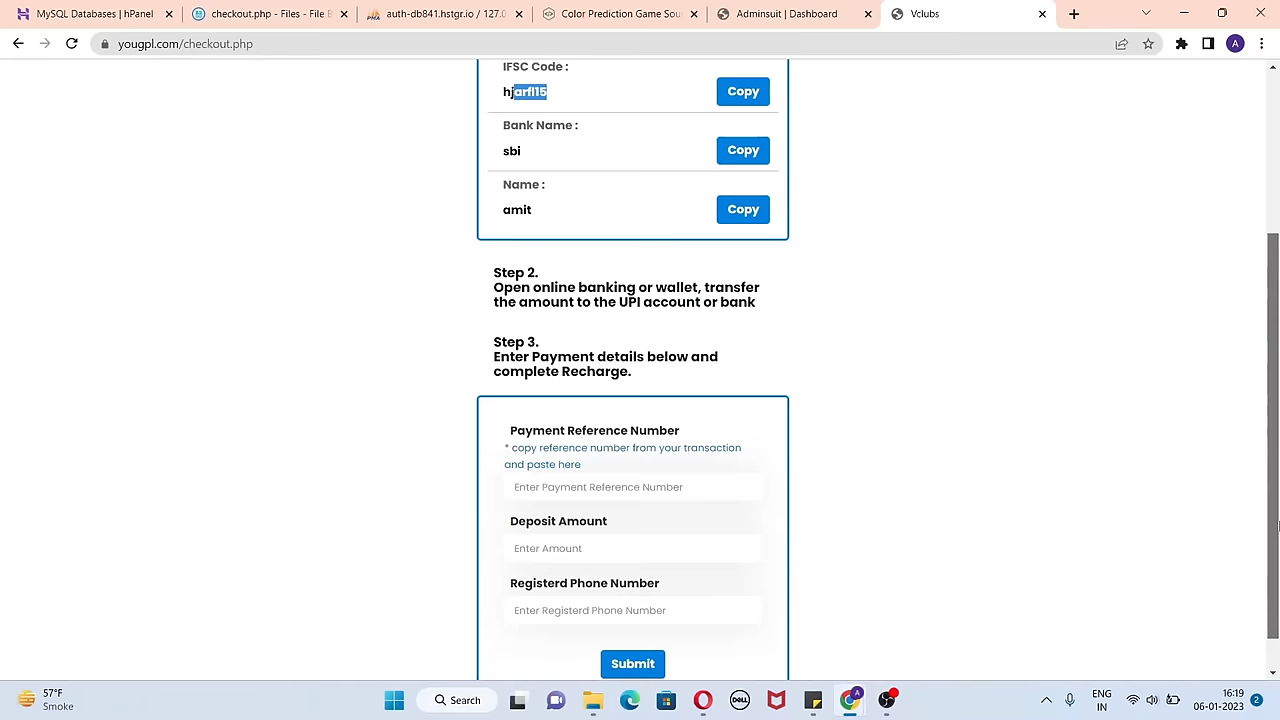 MySQL Databases | hPanel
checkout.php - Files - File B
auth-db841.hstgr.io / 127.0
Color Prediction Game Sou
Adminsuit | Dashboard
Vclubs
yougpl.com/checkout.php
A
IFSC Code :
hjarfl15
Copy
Bank Name :
sbi
Copy
Name :
amit
Copy
Step 2.
Open online banking or wallet, transfer
the amount to the UPI account or bank
Step 3.
Enter Payment details below and
complete Recharge.
Payment Reference Number
* copy reference number from your transaction
and paste here
Enter Payment Reference Number
Deposit Amount
Enter Amount
Registerd Phone Number
Enter Registerd Phone Number
Submit
57°F
Smoke
Search
DELL
A
ENG
IN
16:19
06-01-2023
2